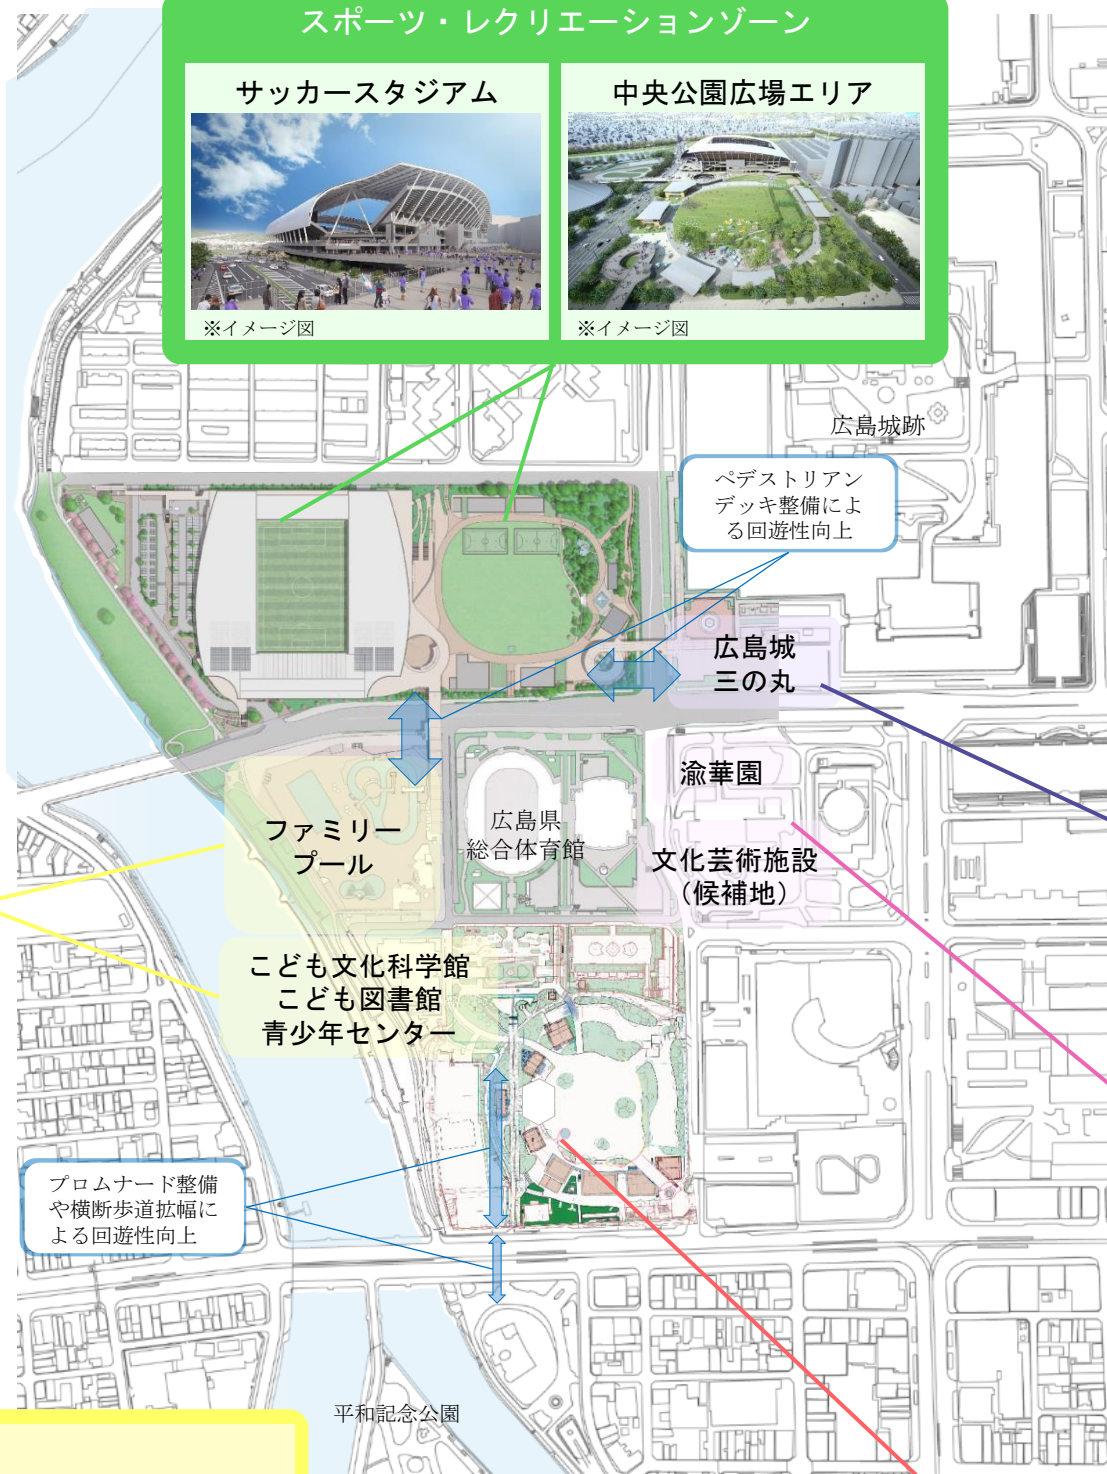 スポーツ・レクリエーションゾーン
サッカースタジアム
中央公園広場エリア
※イメージ図
※イメージ図
広島城跡
ペデストリアン
デッキ整備によ
る回遊性向上
広島城
三の丸
渝華園
広島県
総合体育館
ファミリー
プール
文化芸術施設
（候補地）
こども文化科学館
こども図書館
青少年センター
プロムナード整備
や横断歩道拡幅に
よる回遊性向上
平和記念公園